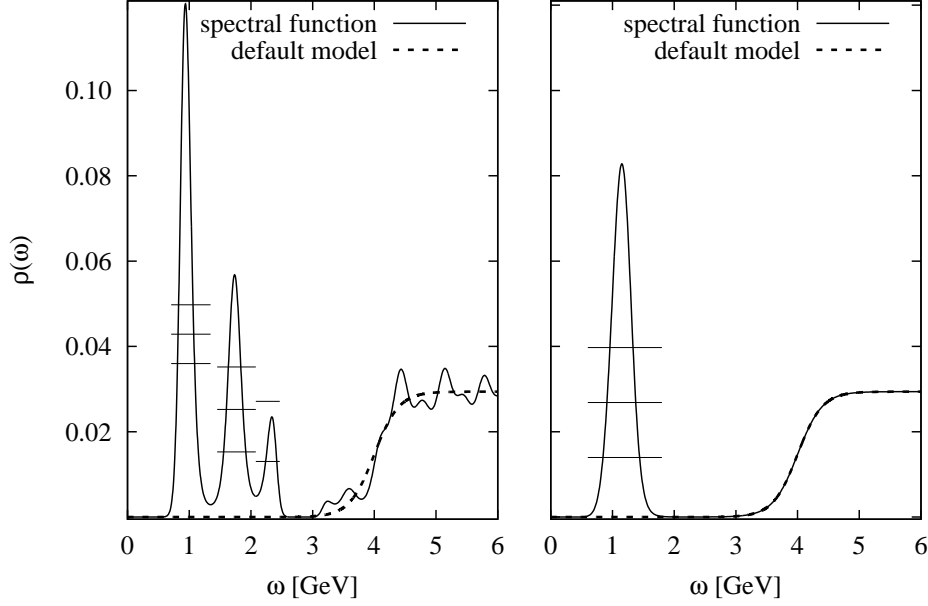 spectral function
default model
spectral function
default model
0.10
0.08
0.06
0.04
0.02
ρ(ω)
0 1 2 3 4 5 6
0 1 2 3 4 5 6
ω [GeV]
ω [GeV]